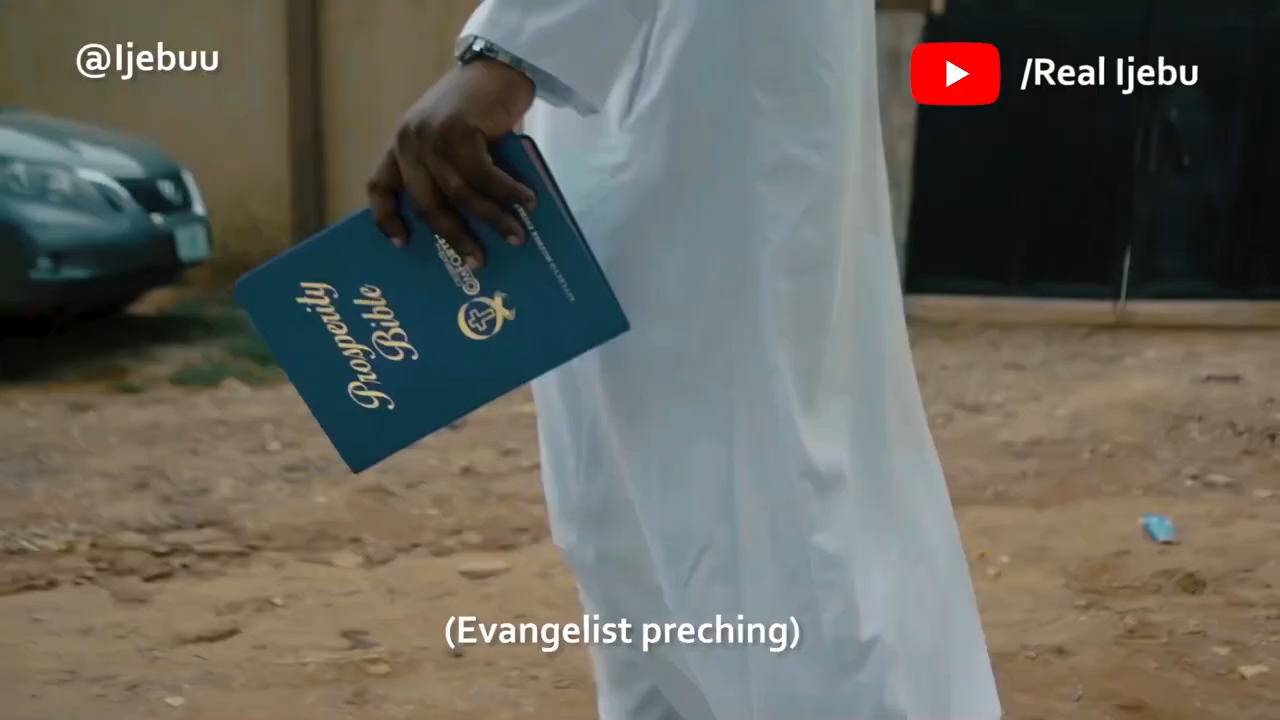 @Ijebuu
/Real Ijebu
Prosperity
Bible
(Evangelist preching)